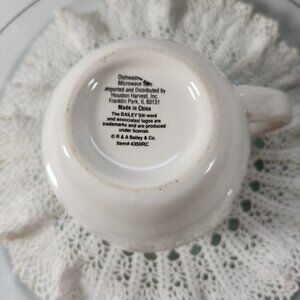 Dishwasher
Microwave Safe
Imported and Distributed by
Houston Harvest, Inc.
Franklin Park, IL 60131
Made in China
The BAILEYS® word
and associated logos are
trademarks and are produced
under license.
© R & A Bailey & Co.
Item# 4350RC